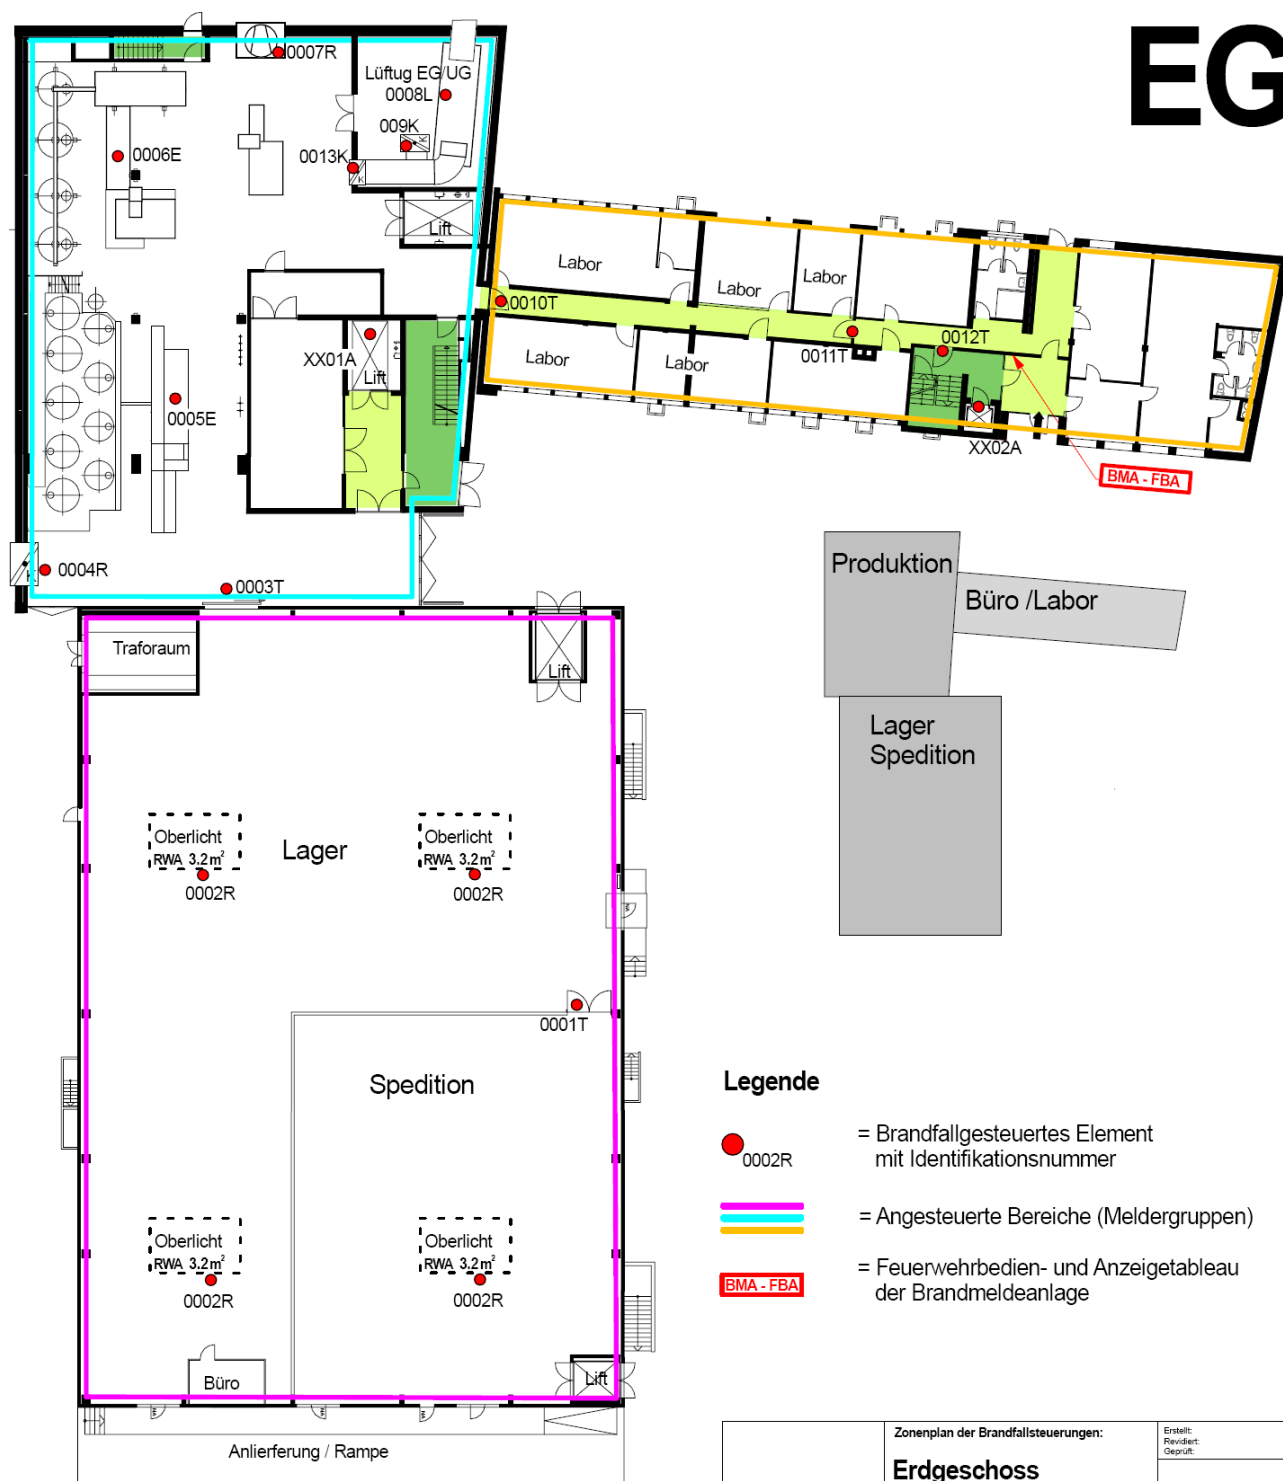 EG
0007R
Lüftug EG/UG
0008L
009K
0013K
0006E
Lift
Labor
Labor
Labor
0010T
0011T
0012T
XX01A
Lift
Labor
Labor
0005E
XX02A
BMA - FBA
0004R
0003T
Produktion
Büro /Labor
Lager
Spedition
Traforaum
Lift
Oberlicht
RWA 3.2m²
0002R
Lager
Oberlicht
RWA 3.2m²
0002R
0001T
Spedition
Oberlicht
RWA 3.2m²
0002R
Oberlicht
RWA 3.2m²
0002R
Büro
Lift
Anlierferung / Rampe
Legende
0002R
= Brandfallgesteuertes Element
mit Identifikationsnummer
= Angesteuerte Bereiche (Meldergruppen)
BMA - FBA
= Feuerwehrbedien- und Anzeigetableau
der Brandmeldeanlage
Zonenplan der Brandfallsteuerungen:
Erdgeschoss
Erstellt:
Revidiert:
Geprüft: